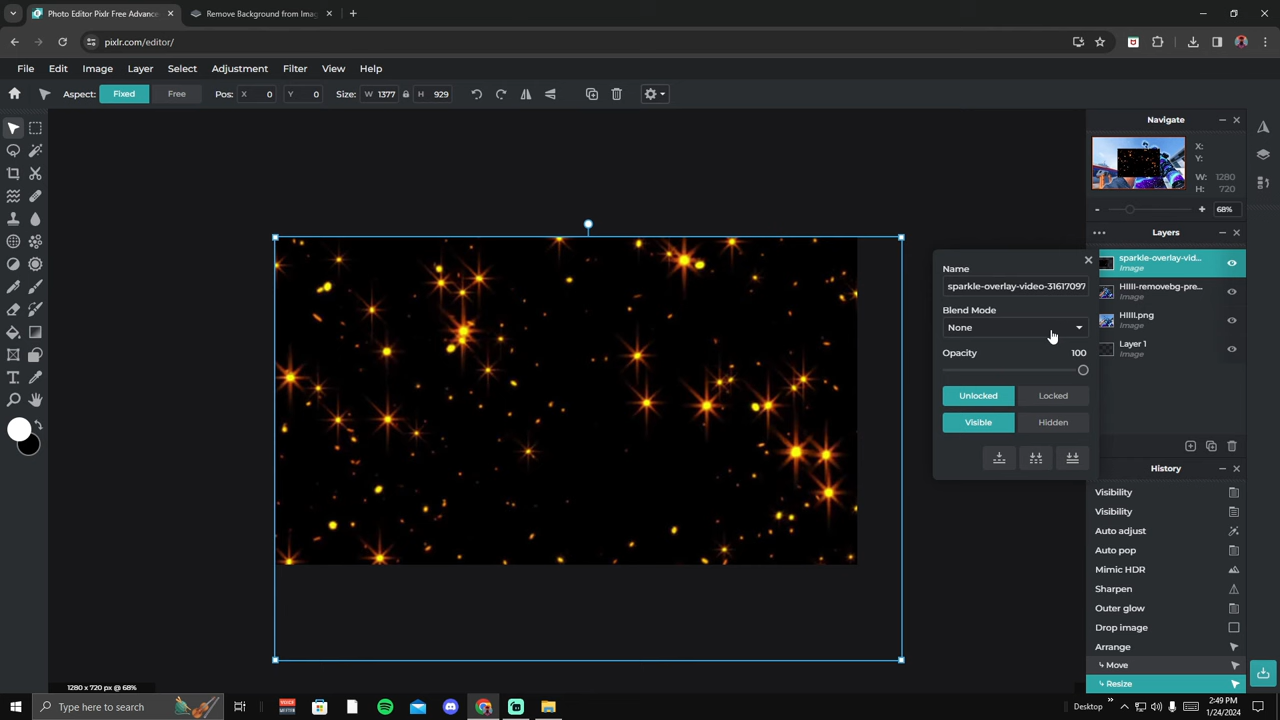 Photo Editor Pixlr Free Advance
Remove Background from Imag
pixlr.com/editor/
File Edit Image Layer Select Adjustment Filter View Help
Aspect: Fixed Free Pos: X 0 Y 0 Size: W 1377 H 929
Navigate
X:
Y:
W: 1280
H: 720
68%
Layers
sparkle-overlay-vid...
Image
HIIII-removebg-pre...
Image
HIIII.png
Image
Layer 1
Image
Name
sparkle-overlay-video-31617097
Blend Mode
None
Opacity 100
Unlocked Locked
Visible Hidden
History
Visibility
Visibility
Auto adjust
Auto pop
Mimic HDR
Sharpen
Outer glow
Drop image
Arrange
Move
Resize
1280 x 720 px @ 68%
Type here to search
Desktop
2:49 PM
1/24/2024